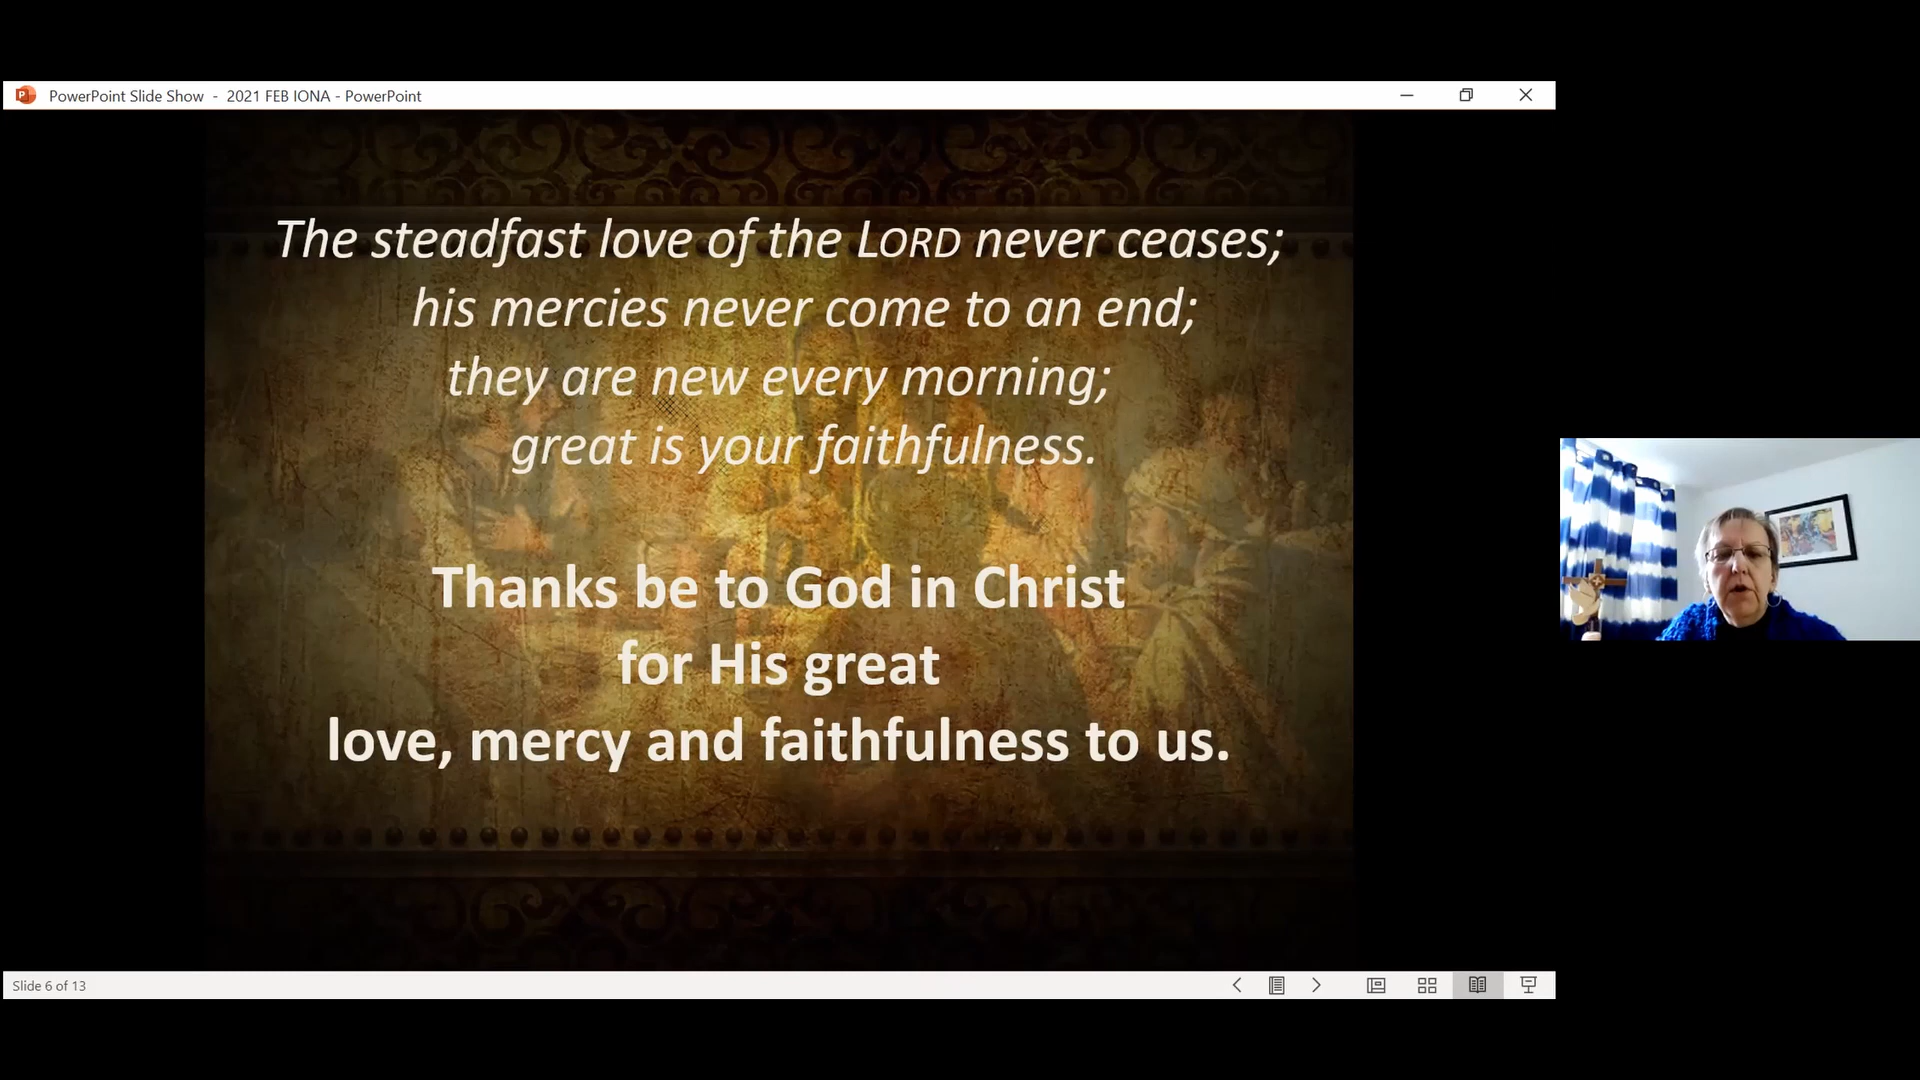 PowerPoint Slide Show - 2021 FEB IONA - PowerPoint
The steadfast love of the LORD never ceases;
his mercies never come to an end;
they are new every morning;
great is your faithfulness.
Thanks be to God in Christ
for His great
love, mercy and faithfulness to us.
Slide 6 of 13